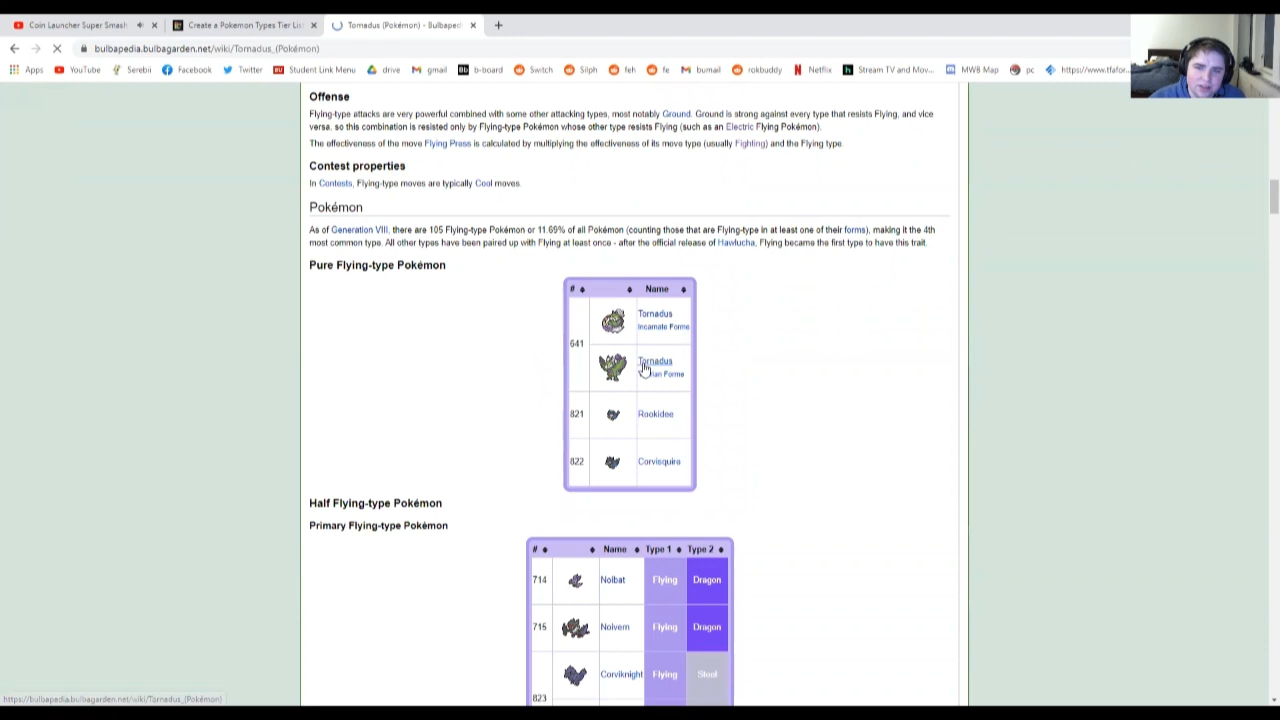 Coin Launcher Super Smash
Create a Pokemon Types Tier Lis
Tornadus (Pokémon) - Bulbaped
bulbapedia.bulbagarden.net/wiki/Tornadus_(Pokémon)
Apps YouTube Serebii Facebook Twitter Student Link Menu drive gmail b-board Switch Silph feh fe bumail rokbuddy Netflix Stream TV and Mov... MWB Map pc https://www.tfafor...
Offense
Flying-type attacks are very powerful combined with some other attacking types, most notably Ground. Ground is strong against every type that resists Flying, and vice
versa, so this combination is resisted only by Flying-type Pokémon whose other type resists Flying (such as an Electric Flying Pokémon).
The effectiveness of the move Flying Press is calculated by multiplying the effectiveness of its move type (usually Fighting) and the Flying type.
Contest properties
In Contests, Flying-type moves are typically Cool moves.
Pokémon
As of Generation VIII, there are 105 Flying-type Pokémon or 11.69% of all Pokémon (counting those that are Flying-type in at least one of their forms), making it the 4th
most common type. All other types have been paired up with Flying at least once - after the official release of Hawlucha, Flying became the first type to have this trait.
Pure Flying-type Pokémon
# Name
641 Tornadus
Incarnate Forme
Tornadus
Forme
821 Rookidee
822 Corvisquire
Half Flying-type Pokémon
Primary Flying-type Pokémon
# Name Type 1 Type 2
714 Noibat Flying Dragon
715 Noivern Flying Dragon
Corviknight Flying Steel
823
https://bulbapedia.bulbagarden.net/wiki/Tornadus_(Pokémon)